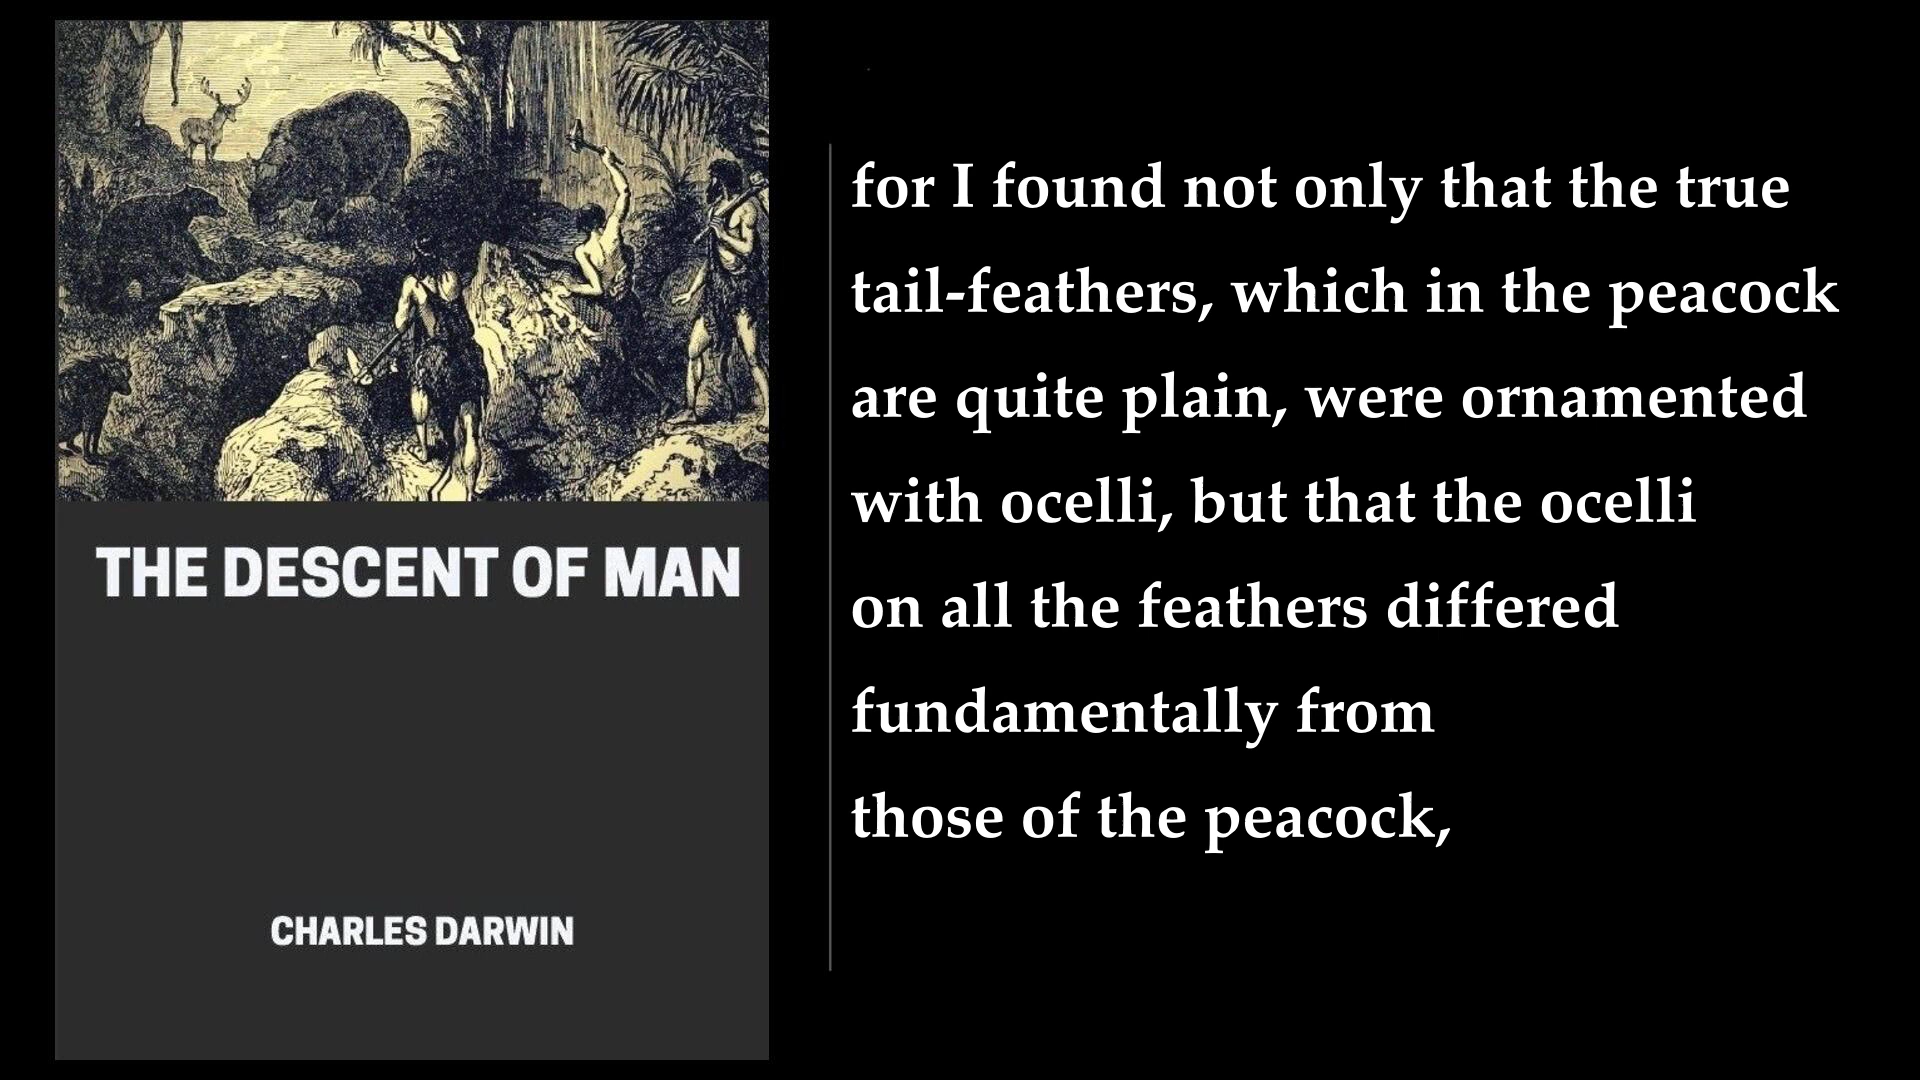 THE DESCENT OF MAN
CHARLES DARWIN
for I found not only that the true
tail-feathers, which in the peacock
are quite plain, were ornamented
with ocelli, but that the ocelli
on all the feathers differed
fundamentally from
those of the peacock,